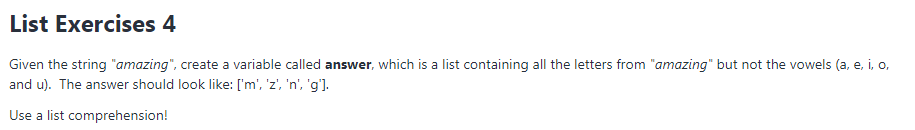 List Exercises 4
Given the string "amazing", create a variable called answer, which is a list containing all the letters from "amazing" but not the vowels (a, e, i, o,
and u).  The answer should look like: ['m', 'z', 'n', 'g'].
Use a list comprehension!